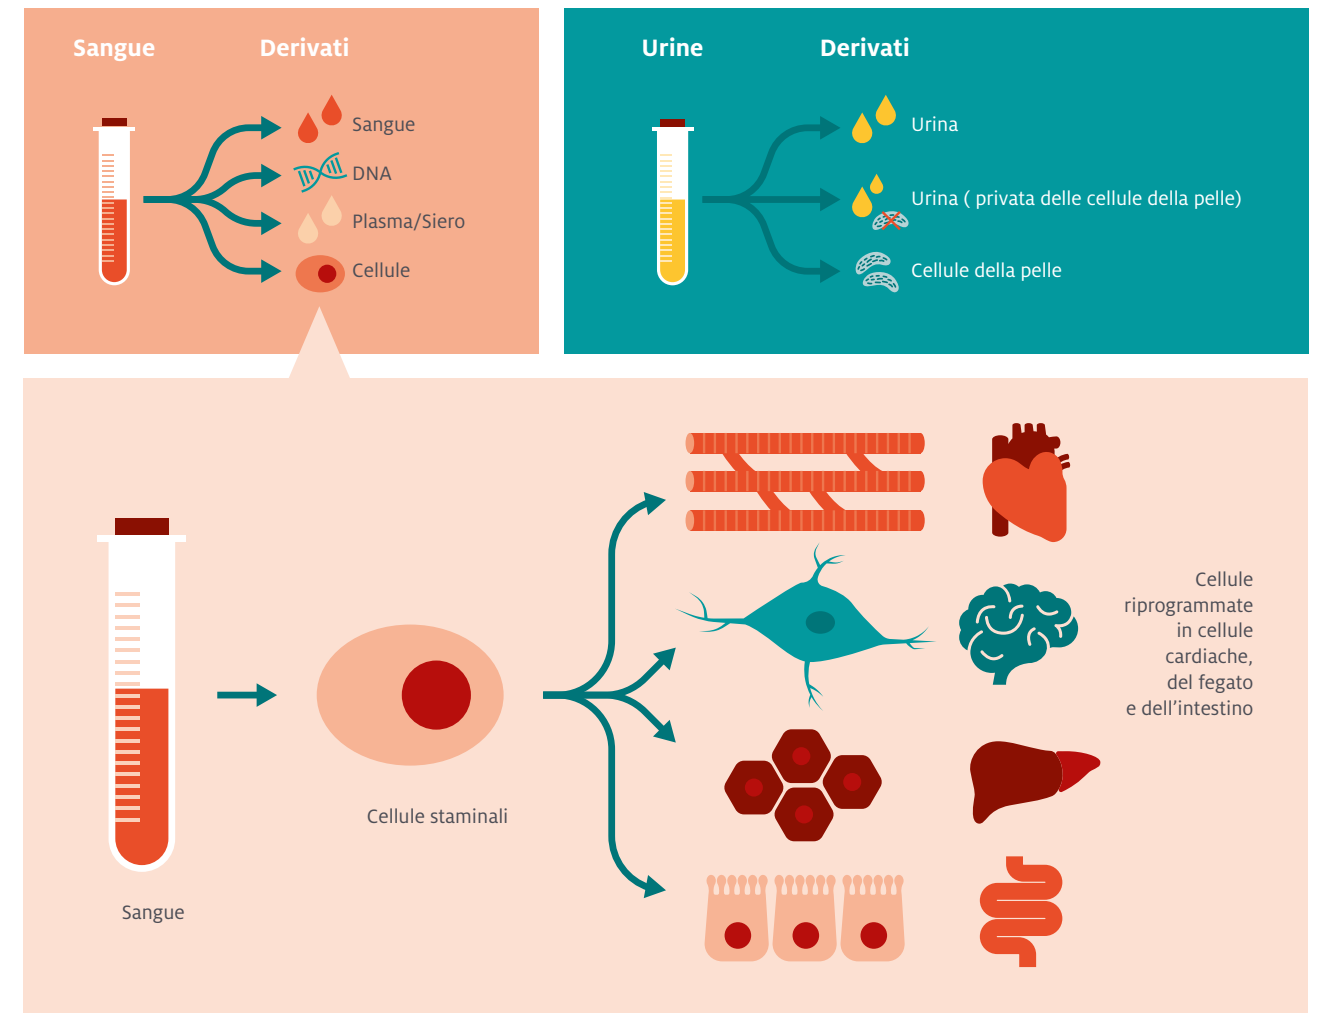 Sangue
Derivati
Sangue
DNA
Plasma/Siero
Cellule
Urine
Derivati
Urina
Urina ( privata delle cellule della pelle)
Cellule della pelle
Sangue
Cellule staminali
Cellule
riprogrammate
in cellule
cardiache,
del fegato
e dell’intestino